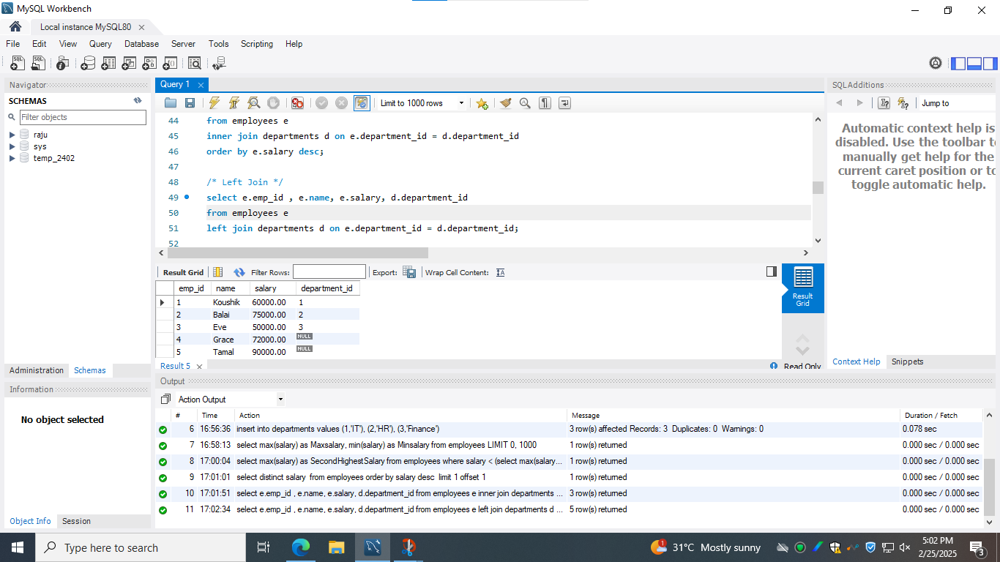 MySQL Workbench
Local instance MySQL80
File Edit View Query Database Server Tools Scripting Help
Navigator
SCHEMAS
Filter objects
raju
sys
temp_2402
Administration Schemas
Information
No object selected
Object Info Session
Query 1
Limit to 1000 rows
44 from employees e
45 inner join departments d on e.department_id = d.department_id
46 order by e.salary desc;
47
48 /* Left Join */
49 select e.emp_id , e.name, e.salary, d.department_id
50 from employees e
51 left join departments d on e.department_id = d.department_id;
52
Result Grid Filter Rows: Export: Wrap Cell Content:
emp_id name salary department_id
1 Koushik 60000.00 1
2 Balai 75000.00 2
3 Eve 50000.00 3
4 Grace 72000.00 NULL
5 Tamal 90000.00 NULL
Result Grid
Result 5
Read Only
SQLAdditions
Jump to
Automatic context help is
disabled. Use the toolbar to
manually get help for the
current caret position or to
toggle automatic help.
Context Help Snippets
Output
Action Output
# Time Action Message Duration / Fetch
6 16:56:36 insert into departments values (1,'IT'), (2,'HR'), (3,'Finance') 3 row(s) affected Records: 3 Duplicates: 0 Warnings: 0 0.078 sec
7 16:58:13 select max(salary) as Maxsalary, min(salary) as Minsalary from employees LIMIT 0, 1000 1 row(s) returned 0.000 sec / 0.000 sec
8 17:00:04 select max(salary) as SecondHighestSalary from employees where salary < (select max(salary... 1 row(s) returned 0.000 sec / 0.000 sec
9 17:01:01 select distinct salary from employees order by salary desc limit 1 offset 1 1 row(s) returned 0.000 sec / 0.000 sec
10 17:01:51 select e.emp_id , e.name, e.salary, d.department_id from employees e inner join departments ... 3 row(s) returned 0.000 sec / 0.000 sec
11 17:02:34 select e.emp_id , e.name, e.salary, d.department_id from employees e left join departments d ... 5 row(s) returned 0.000 sec / 0.000 sec
Type here to search
1
31°C Mostly sunny
5:02 PM
2/25/2025
3